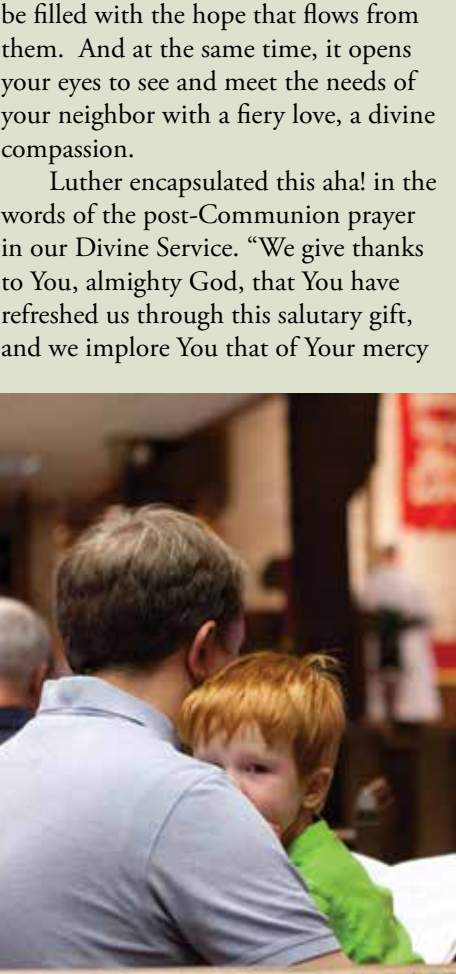 be filled with the hope that flows from
them.  And at the same time, it opens
your eyes to see and meet the needs of
your neighbor with a fiery love, a divine
compassion.
Luther encapsulated this aha! in the
words of the post-Communion prayer
in our Divine Service. “We give thanks
to You, almighty God, that You have
refreshed us through this salutary gift,
and we implore You that of Your mercy